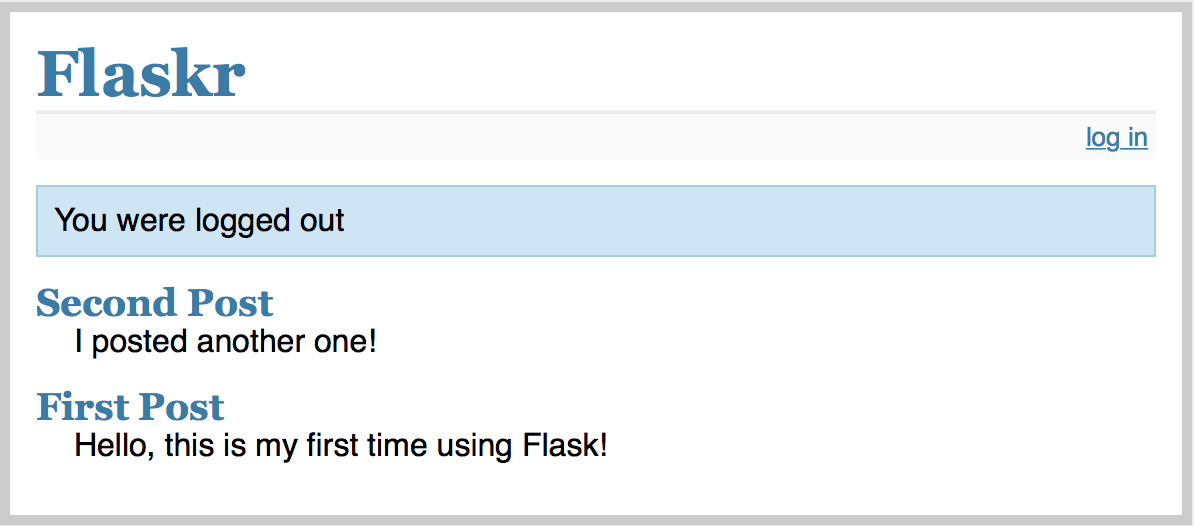 Flaskr
log in
You were logged out
Second Post
I posted another one!
First Post
Hello, this is my first time using Flask!